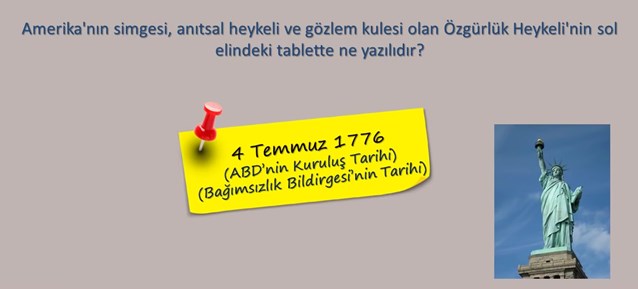 Amerika'nın simgesi, anıtsal heykeli ve gözlem kulesi olan Özgürlük Heykeli'nin sol
elindeki tablette ne yazılıdır?
4 Temmuz 1776
(ABD'nin Kuruluş Tarihi)
(Bağımsızlık Bildirgesi'nin Tarihi)